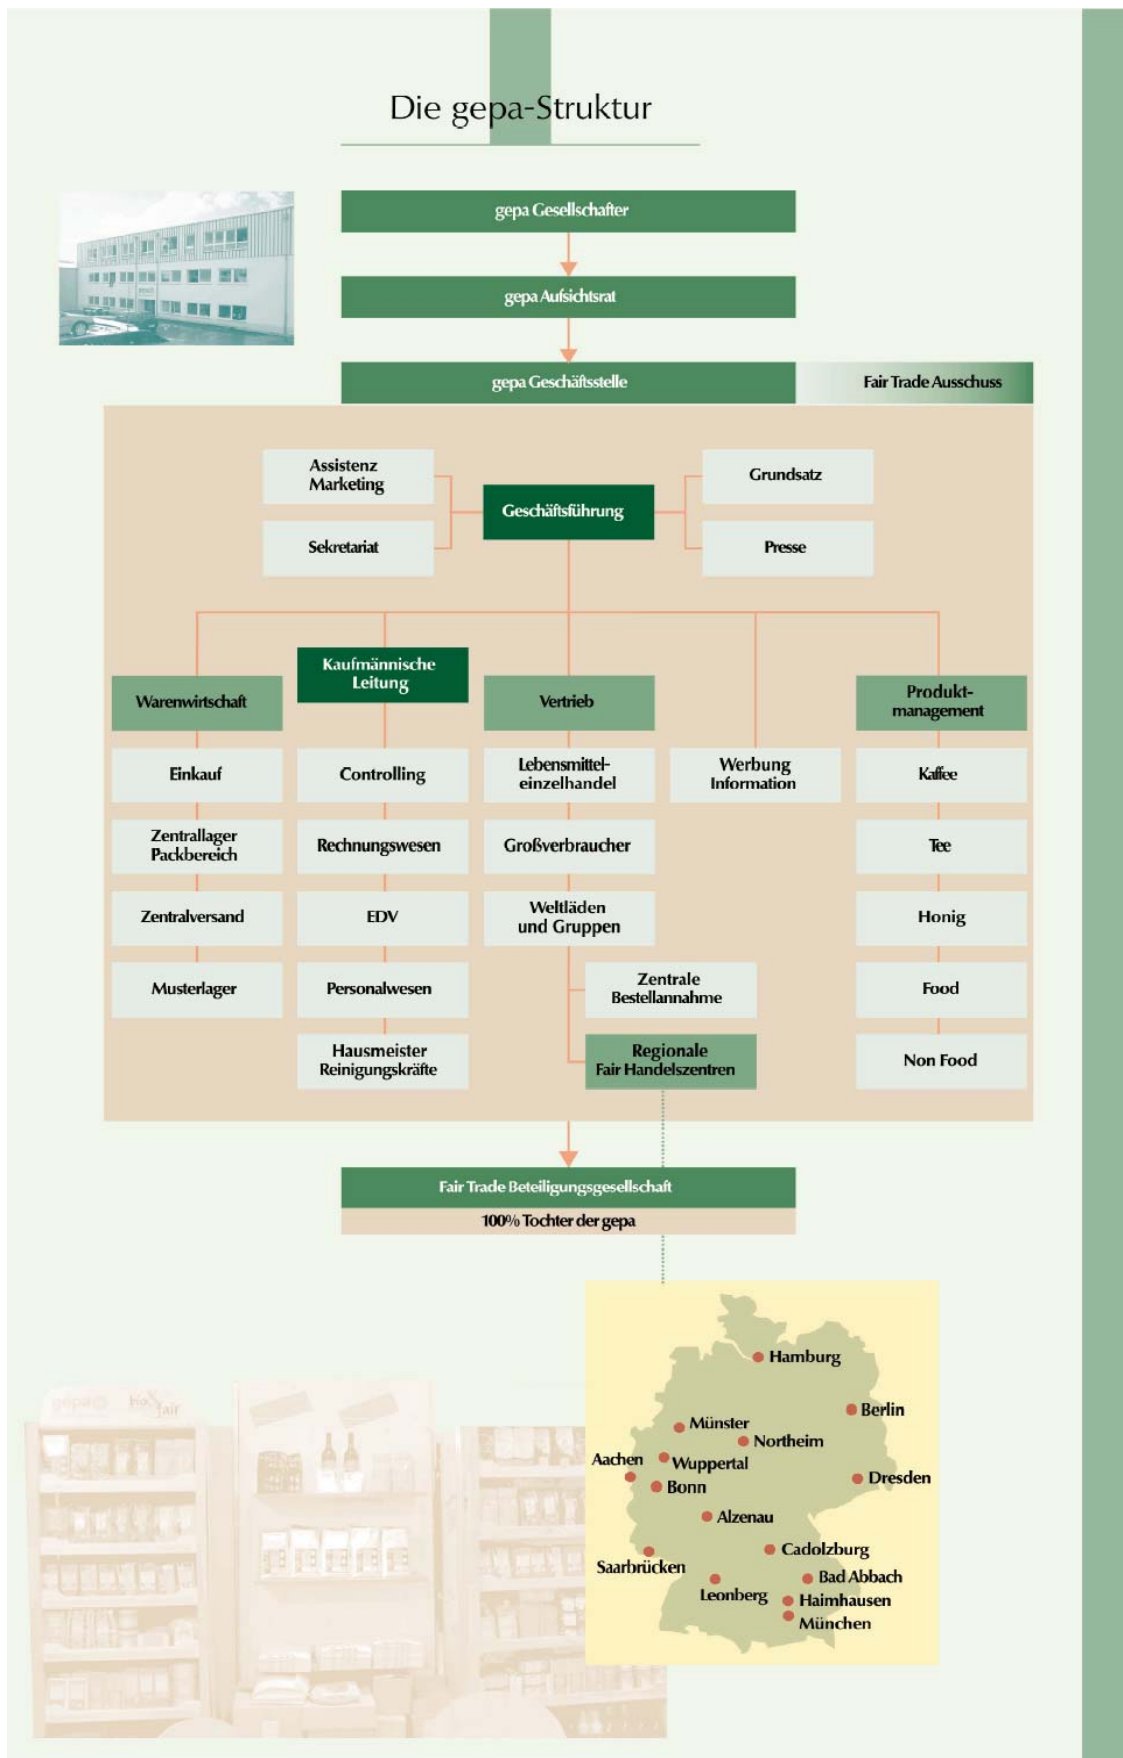 Die gepa-Struktur
gepa Gesellschafter
gepa Aufsichtsrat
gepa Geschäftsstelle
Fair Trade Ausschuss
Assistenz
Marketing
Sekretariat
Geschäftsführung
Grundsatz
Presse
Warenwirtschaft
Einkauf
Zentrallager
Packbereich
Zentralversand
Musterlager
Kaufmännische
Leitung
Controlling
Rechnungswesen
EDV
Personalwesen
Hausmeister
Reinigungskräfte
Vertrieb
Lebensmittel-
einzelhandel
Großverbraucher
Weltläden
und Gruppen
Zentrale
Bestellannahme
Regionale
Fair Handelszentren
Werbung
Information
Produkt-
management
Kaffee
Tee
Honig
Food
Non Food
Fair Trade Beteiligungsgesellschaft
100% Tochter der gepa
Hamburg
Berlin
Münster
Northeim
Aachen
Wuppertal
Dresden
Bonn
Alzenau
Cadolzburg
Saarbrücken
Bad Abbach
Leonberg
Haimhausen
München
gepa
fair